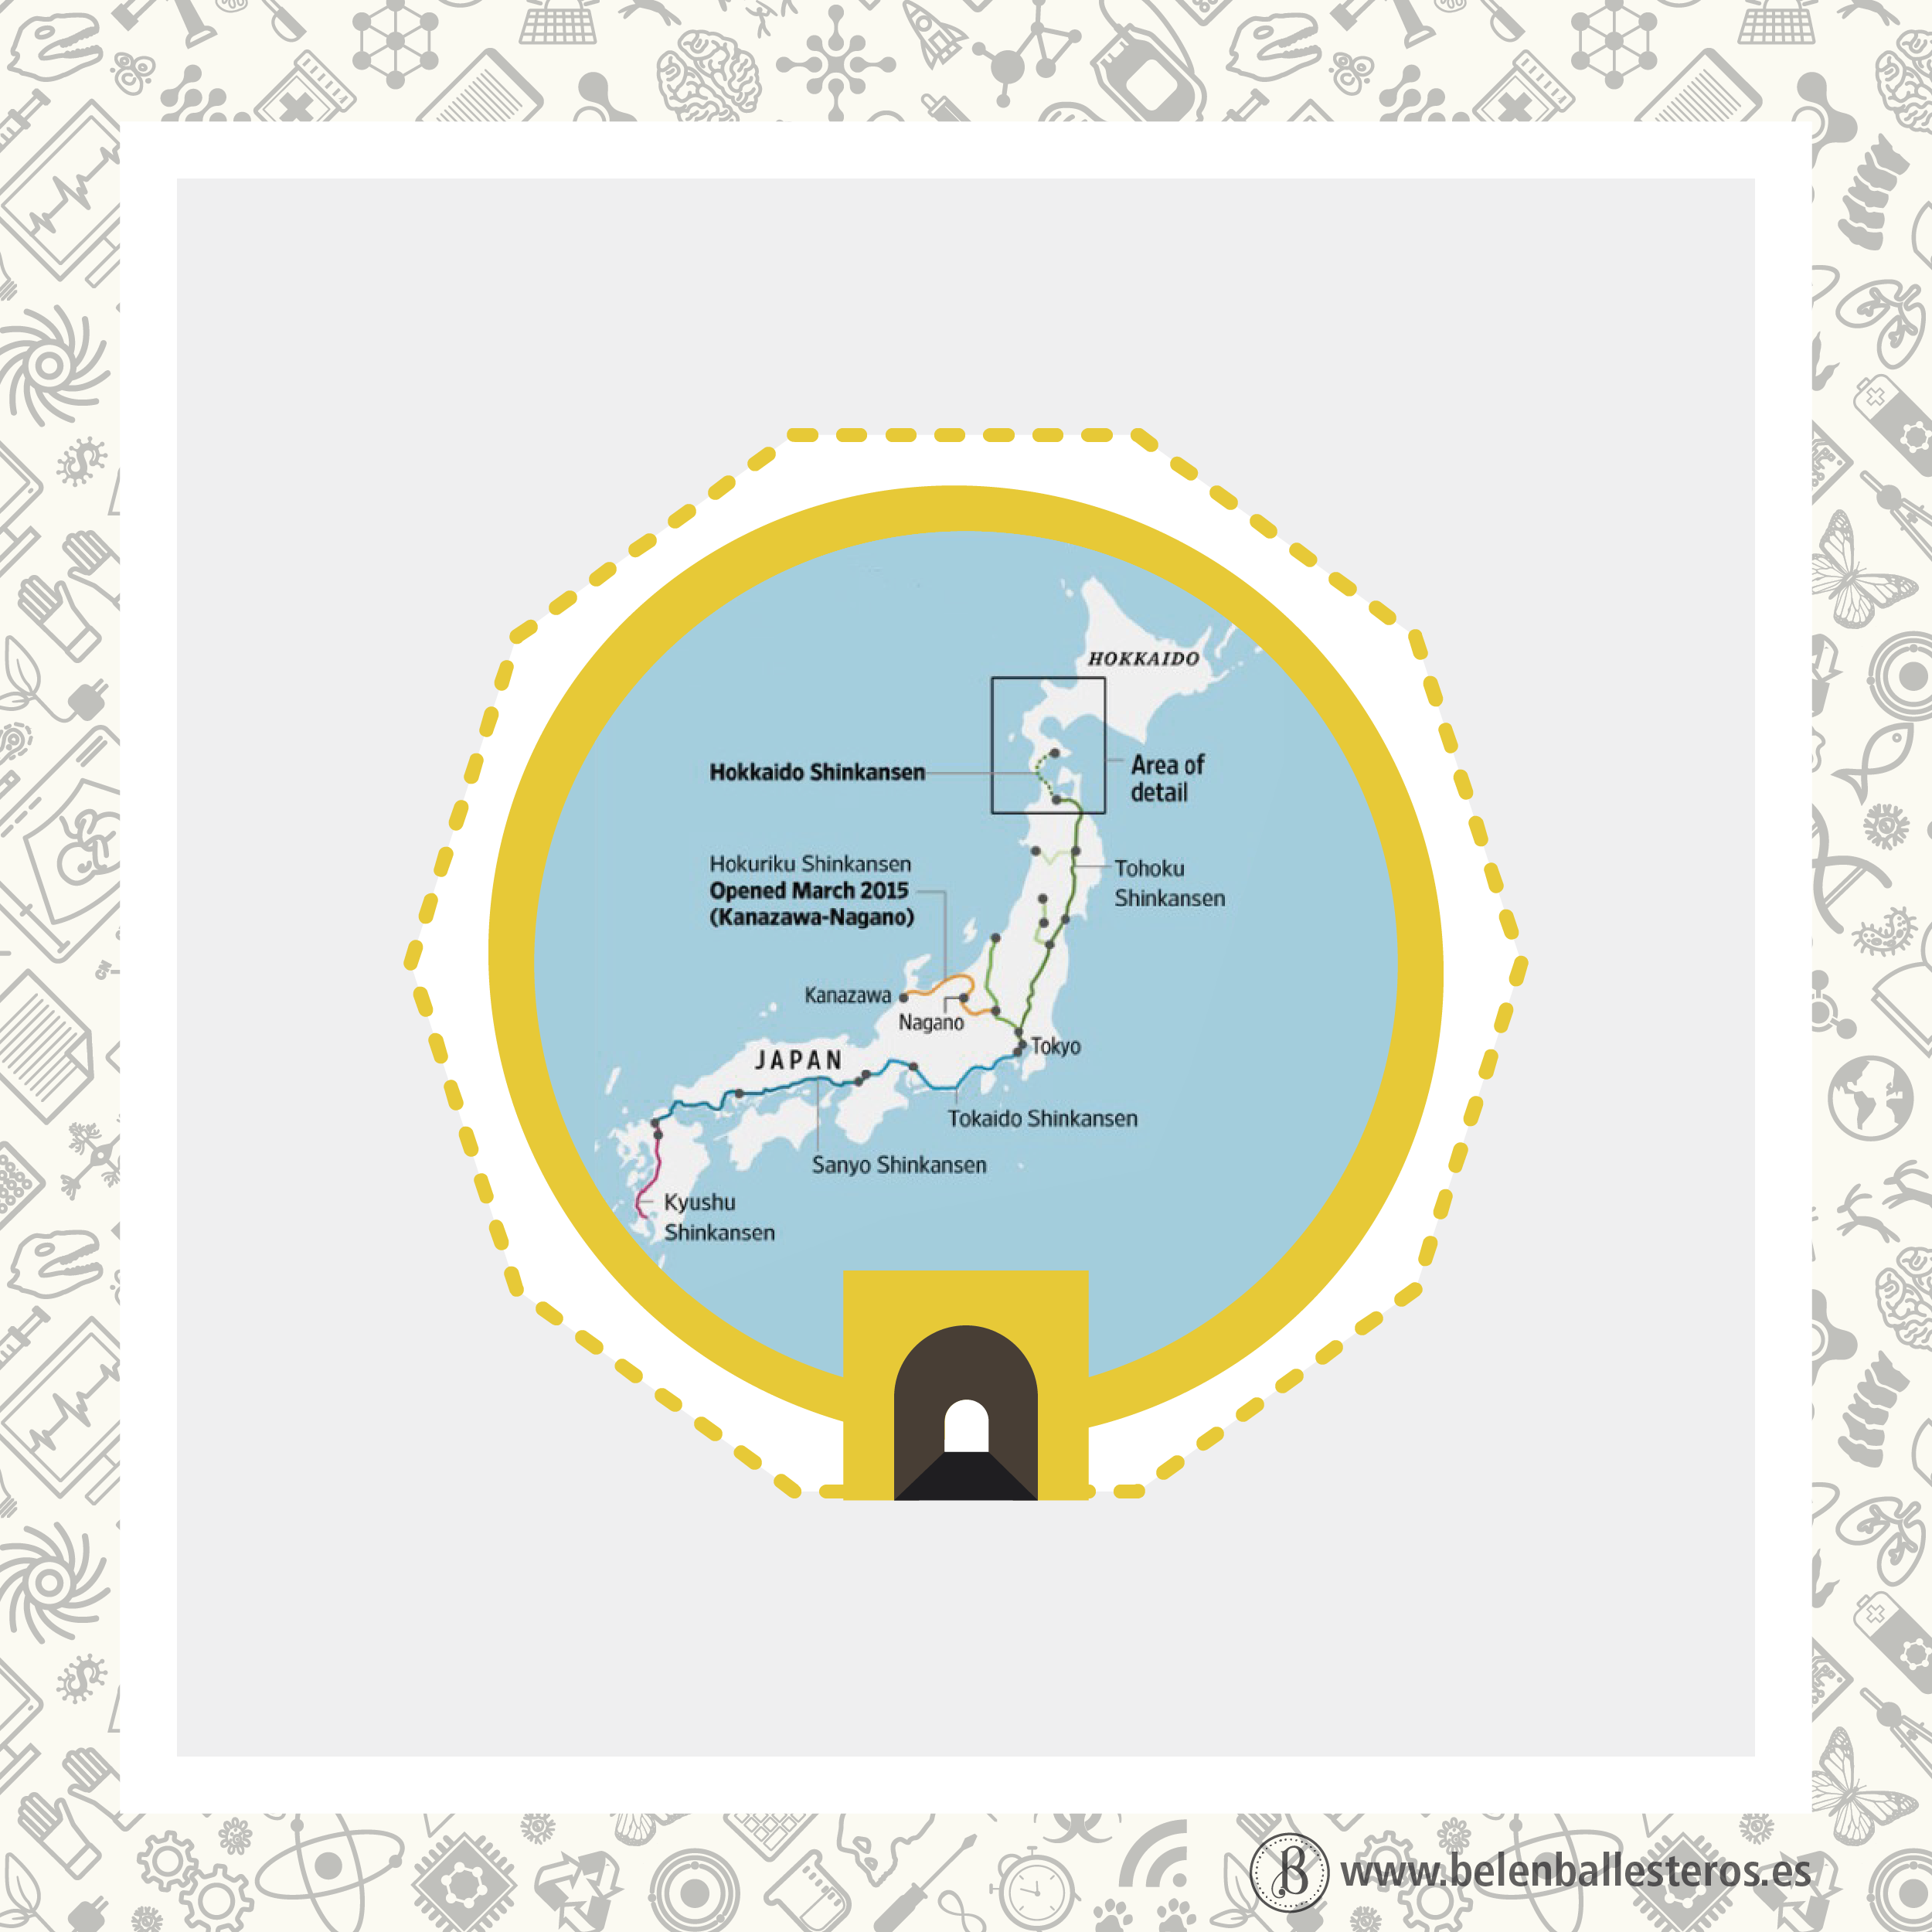 HOKKAIDO
Hokkaido Shinkansen
Area of
detail
Hokuriku Shinkansen
Opened March 2015
(Kanazawa-Nagano)
Tohoku
Shinkansen
Kanazawa
Nagano
Tokyo
JAPAN
Tokaido Shinkansen
Sanyo Shinkansen
Kyushu
Shinkansen
B www.belenballesteros.es